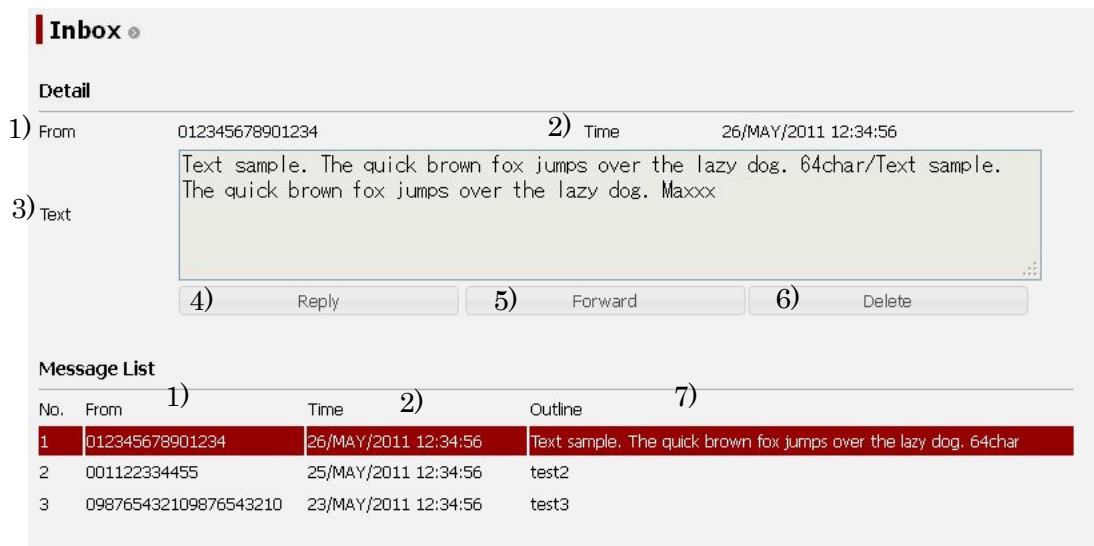 Inbox
Detail
1) From 012345678901234 2) Time 26/MAY/2011 12:34:56
Text sample. The quick brown fox jumps over the lazy dog. 64char/Text sample.
The quick brown fox jumps over the lazy dog. Maxxx
3) Text
4) Reply 5) Forward 6) Delete
Message List
1) 2) 7)
No. From Time Outline
1 012345678901234 26/MAY/2011 12:34:56 Text sample. The quick brown fox jumps over the lazy dog. 64char
2 001122334455 25/MAY/2011 12:34:56 test2
3 098765432109876543210 23/MAY/2011 12:34:56 test3